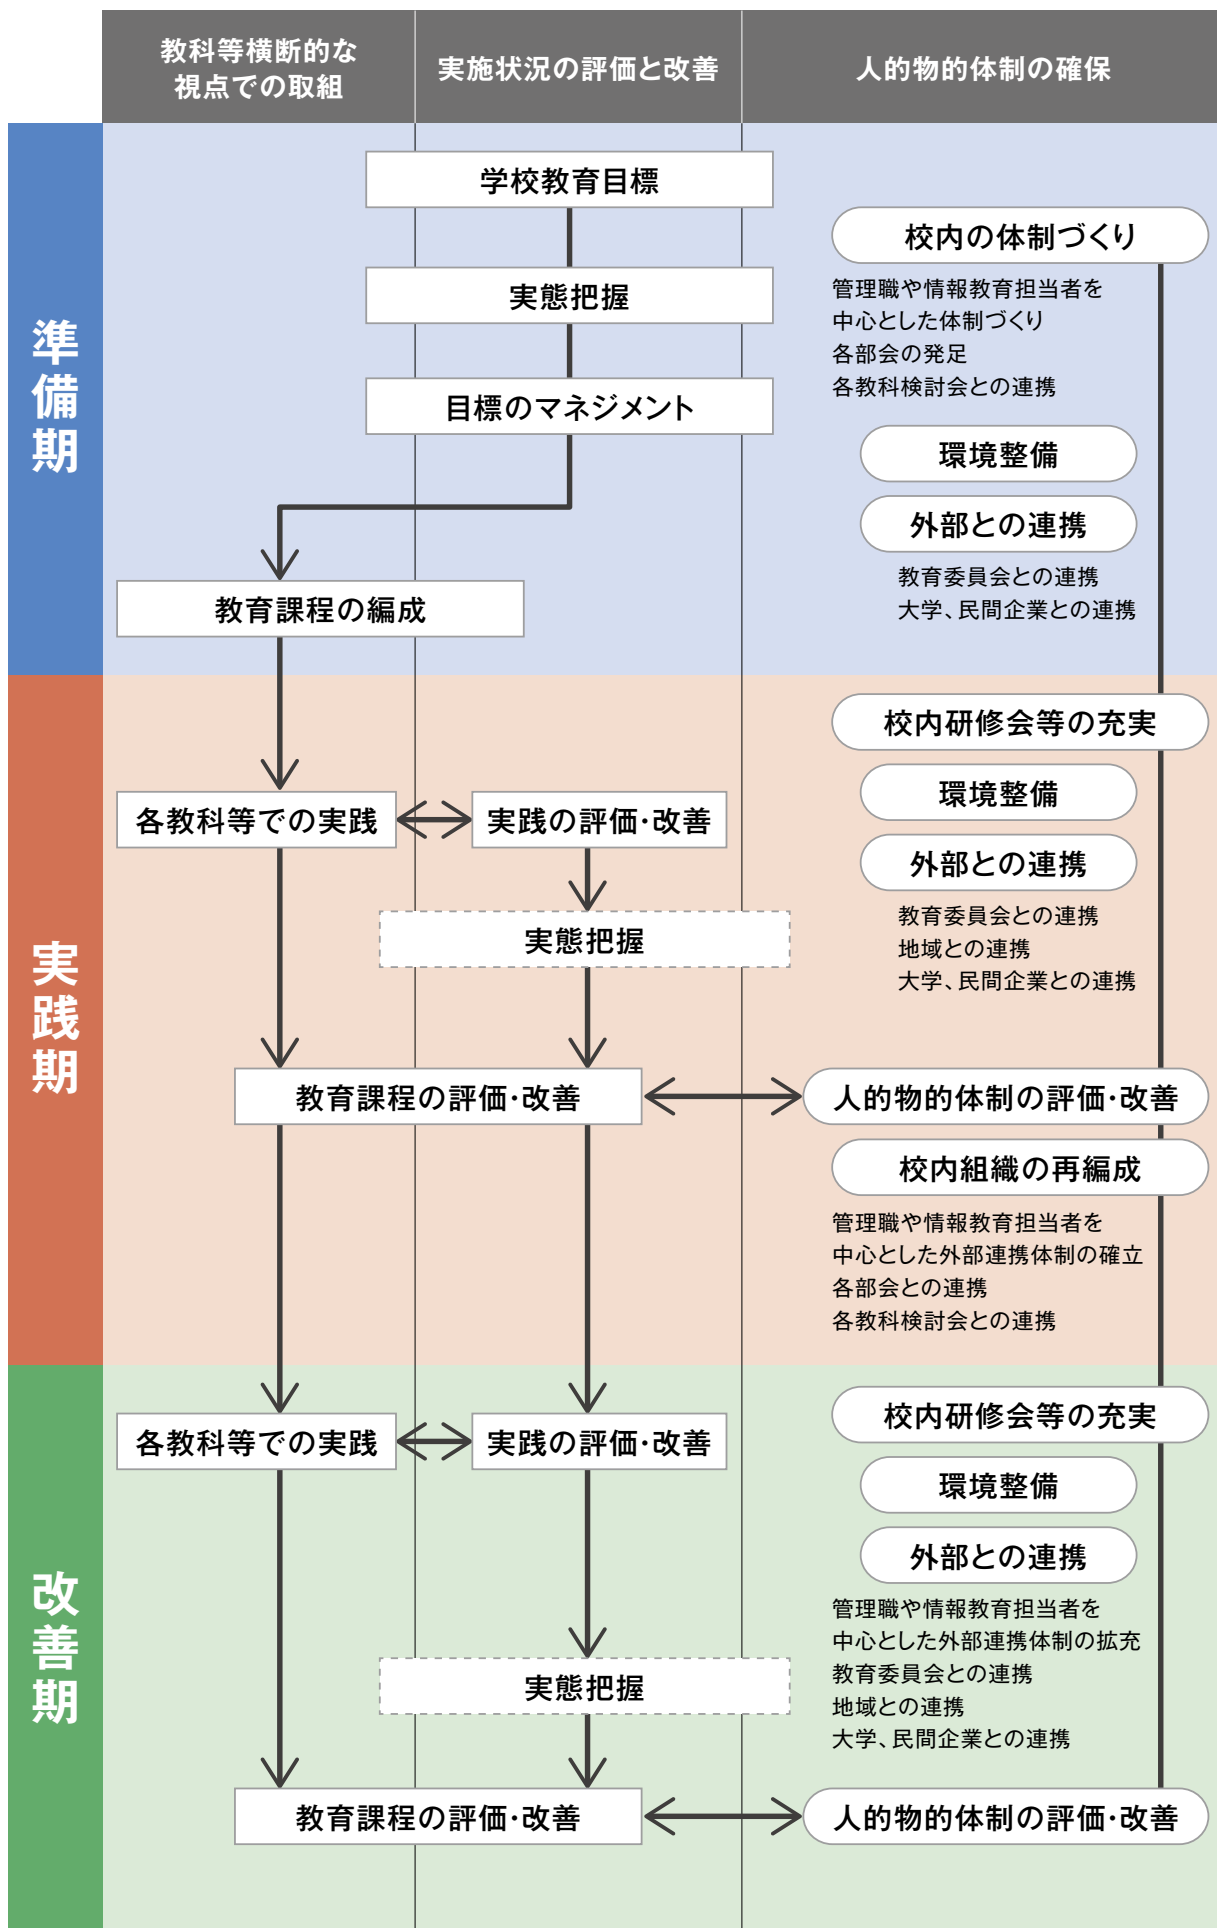 教科等横断的な
視点での取組
実施状況の評価と改善
人的物的体制の確保
準備期
学校教育目標
実態把握
目標のマネジメント
教育課程の編成
校内の体制づくり
管理職や情報教育担当者を
中心とした体制づくり
各部会の発足
各教科検討会との連携
環境整備
外部との連携
教育委員会との連携
大学、民間企業との連携
実践期
各教科等での実践
実践の評価・改善
実態把握
教育課程の評価・改善
校内研修会等の充実
環境整備
外部との連携
教育委員会との連携
地域との連携
大学、民間企業との連携
人的物的体制の評価・改善
校内組織の再編成
管理職や情報教育担当者を
中心とした外部連携体制の確立
各部会との連携
各教科検討会との連携
改善期
各教科等での実践
実践の評価・改善
実態把握
教育課程の評価・改善
校内研修会等の充実
環境整備
外部との連携
管理職や情報教育担当者を
中心とした外部連携体制の拡充
教育委員会との連携
地域との連携
大学、民間企業との連携
人的物的体制の評価・改善